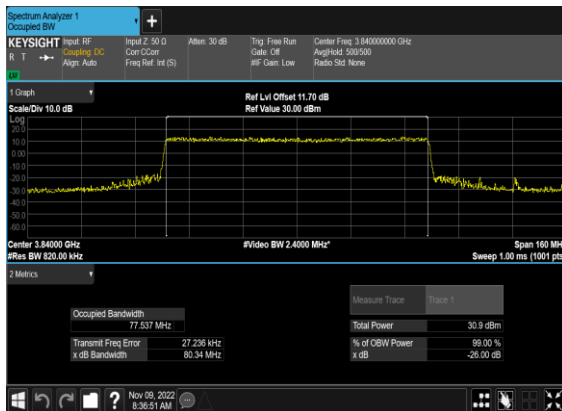 Spectrum Analyzer 1
Occupied BW
KEYSIGHT
R T
LXI
Input: RF
Coupling: DC
Align: Auto
Input Z: 50 Ω
Corr CCorr
Freq Ref: Int (S)
Atten: 30 dB
Trig: Free Run
Gate: Off
#IF Gain: Low
Center Freq: 3.840000000 GHz
Avg|Hold: 500/500
Radio Std: None
1 Graph
Scale/Div 10.0 dB
Ref Lvl Offset 11.70 dB
Ref Value 30.00 dBm
Log
20.0
10.0
0.00
-10.0
-20.0
-30.0
-40.0
-50.0
-60.0
Center 3.84000 GHz
#Res BW 820.00 kHz
#Video BW 2.4000 MHz*
Span 160 MH
Sweep 1.00 ms (1001 pts
2 Metrics
Measure Trace Trace 1
Occupied Bandwidth
77.537 MHz
Total Power 30.9 dBm
Transmit Freq Error 27.236 kHz
% of OBW Power 99.00 %
x dB Bandwidth 80.34 MHz
x dB -26.00 dB
?
Nov 09, 2022
8:36:51 AM